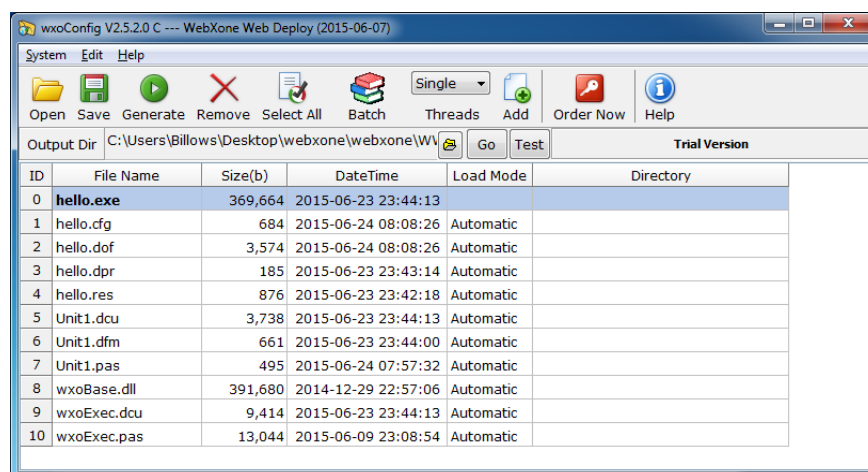 wxoConfig V2.5.2.0 C --- WebXone Web Deploy (2015-06-07)
System Edit Help
Single
Open Save Generate Remove Select All Batch Threads Add Order Now Help
Output Dir C:\Users\Billows\Desktop\webxone\webxone\W Go Test Trial Version
ID File Name Size(b) DateTime Load Mode Directory
0 hello.exe 369,664 2015-06-23 23:44:13
1 hello.cfg 684 2015-06-24 08:08:26 Automatic
2 hello.dof 3,574 2015-06-24 08:08:26 Automatic
3 hello.dpr 185 2015-06-23 23:43:14 Automatic
4 hello.res 876 2015-06-23 23:42:18 Automatic
5 Unit1.dcu 3,738 2015-06-23 23:44:13 Automatic
6 Unit1.dfm 661 2015-06-23 23:44:00 Automatic
7 Unit1.pas 495 2015-06-24 07:57:32 Automatic
8 wxoBase.dll 391,680 2014-12-29 22:57:06 Automatic
9 wxoExec.dcu 9,414 2015-06-23 23:44:13 Automatic
10 wxoExec.pas 13,044 2015-06-09 23:08:54 Automatic